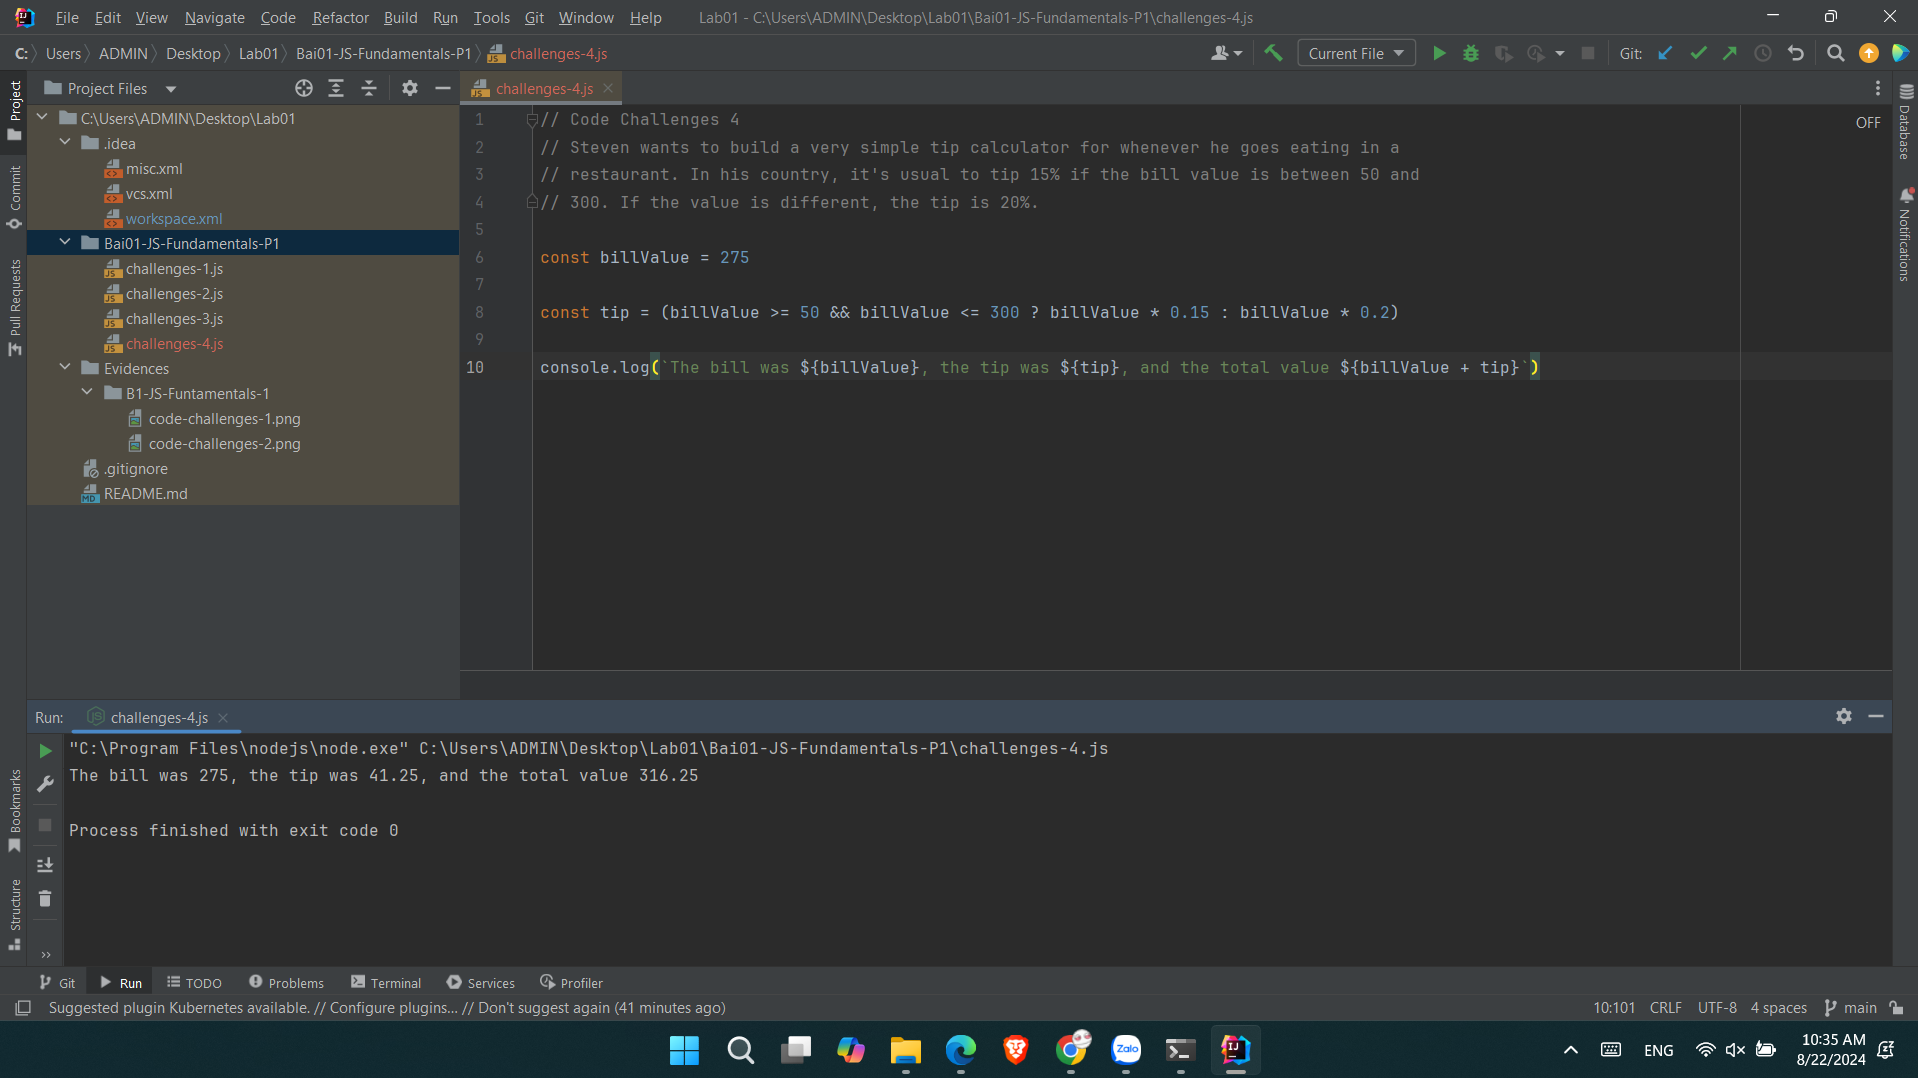 File Edit View Navigate Code Refactor Build Run Tools Git Window Help Lab01 - C:\Users\ADMIN\Desktop\Lab01\Bai01-JS-Fundamentals-P1\challenges-4.js
C: Users ADMIN Desktop Lab01 Bai01-JS-Fundamentals-P1 challenges-4.js Current File Git:
Project Files
challenges-4.js
Project
Commit
Pull Requests
Bookmarks
Structure
C:\Users\ADMIN\Desktop\Lab01
.idea
misc.xml
vcs.xml
workspace.xml
Bai01-JS-Fundamentals-P1
challenges-1.js
challenges-2.js
challenges-3.js
challenges-4.js
Evidences
B1-JS-Funtamentals-1
code-challenges-1.png
code-challenges-2.png
.gitignore
README.md
1 // Code Challenges 4
2 // Steven wants to build a very simple tip calculator for whenever he goes eating in a
3 // restaurant. In his country, it's usual to tip 15% if the bill value is between 50 and
4 // 300. If the value is different, the tip is 20%.
5
6 const billValue = 275
7
8 const tip = (billValue >= 50 && billValue <= 300 ? billValue * 0.15 : billValue * 0.2)
9
10 console.log(`The bill was ${billValue}, the tip was ${tip}, and the total value ${billValue + tip}`)
OFF
Database
Notifications
Run: challenges-4.js
"C:\Program Files\nodejs\node.exe" C:\Users\ADMIN\Desktop\Lab01\Bai01-JS-Fundamentals-P1\challenges-4.js
The bill was 275, the tip was 41.25, and the total value 316.25
Process finished with exit code 0
Git Run TODO Problems Terminal Services Profiler
Suggested plugin Kubernetes available. // Configure plugins... // Don't suggest again (41 minutes ago) 10:101 CRLF UTF-8 4 spaces main
Zalo
ENG
10:35 AM
8/22/2024